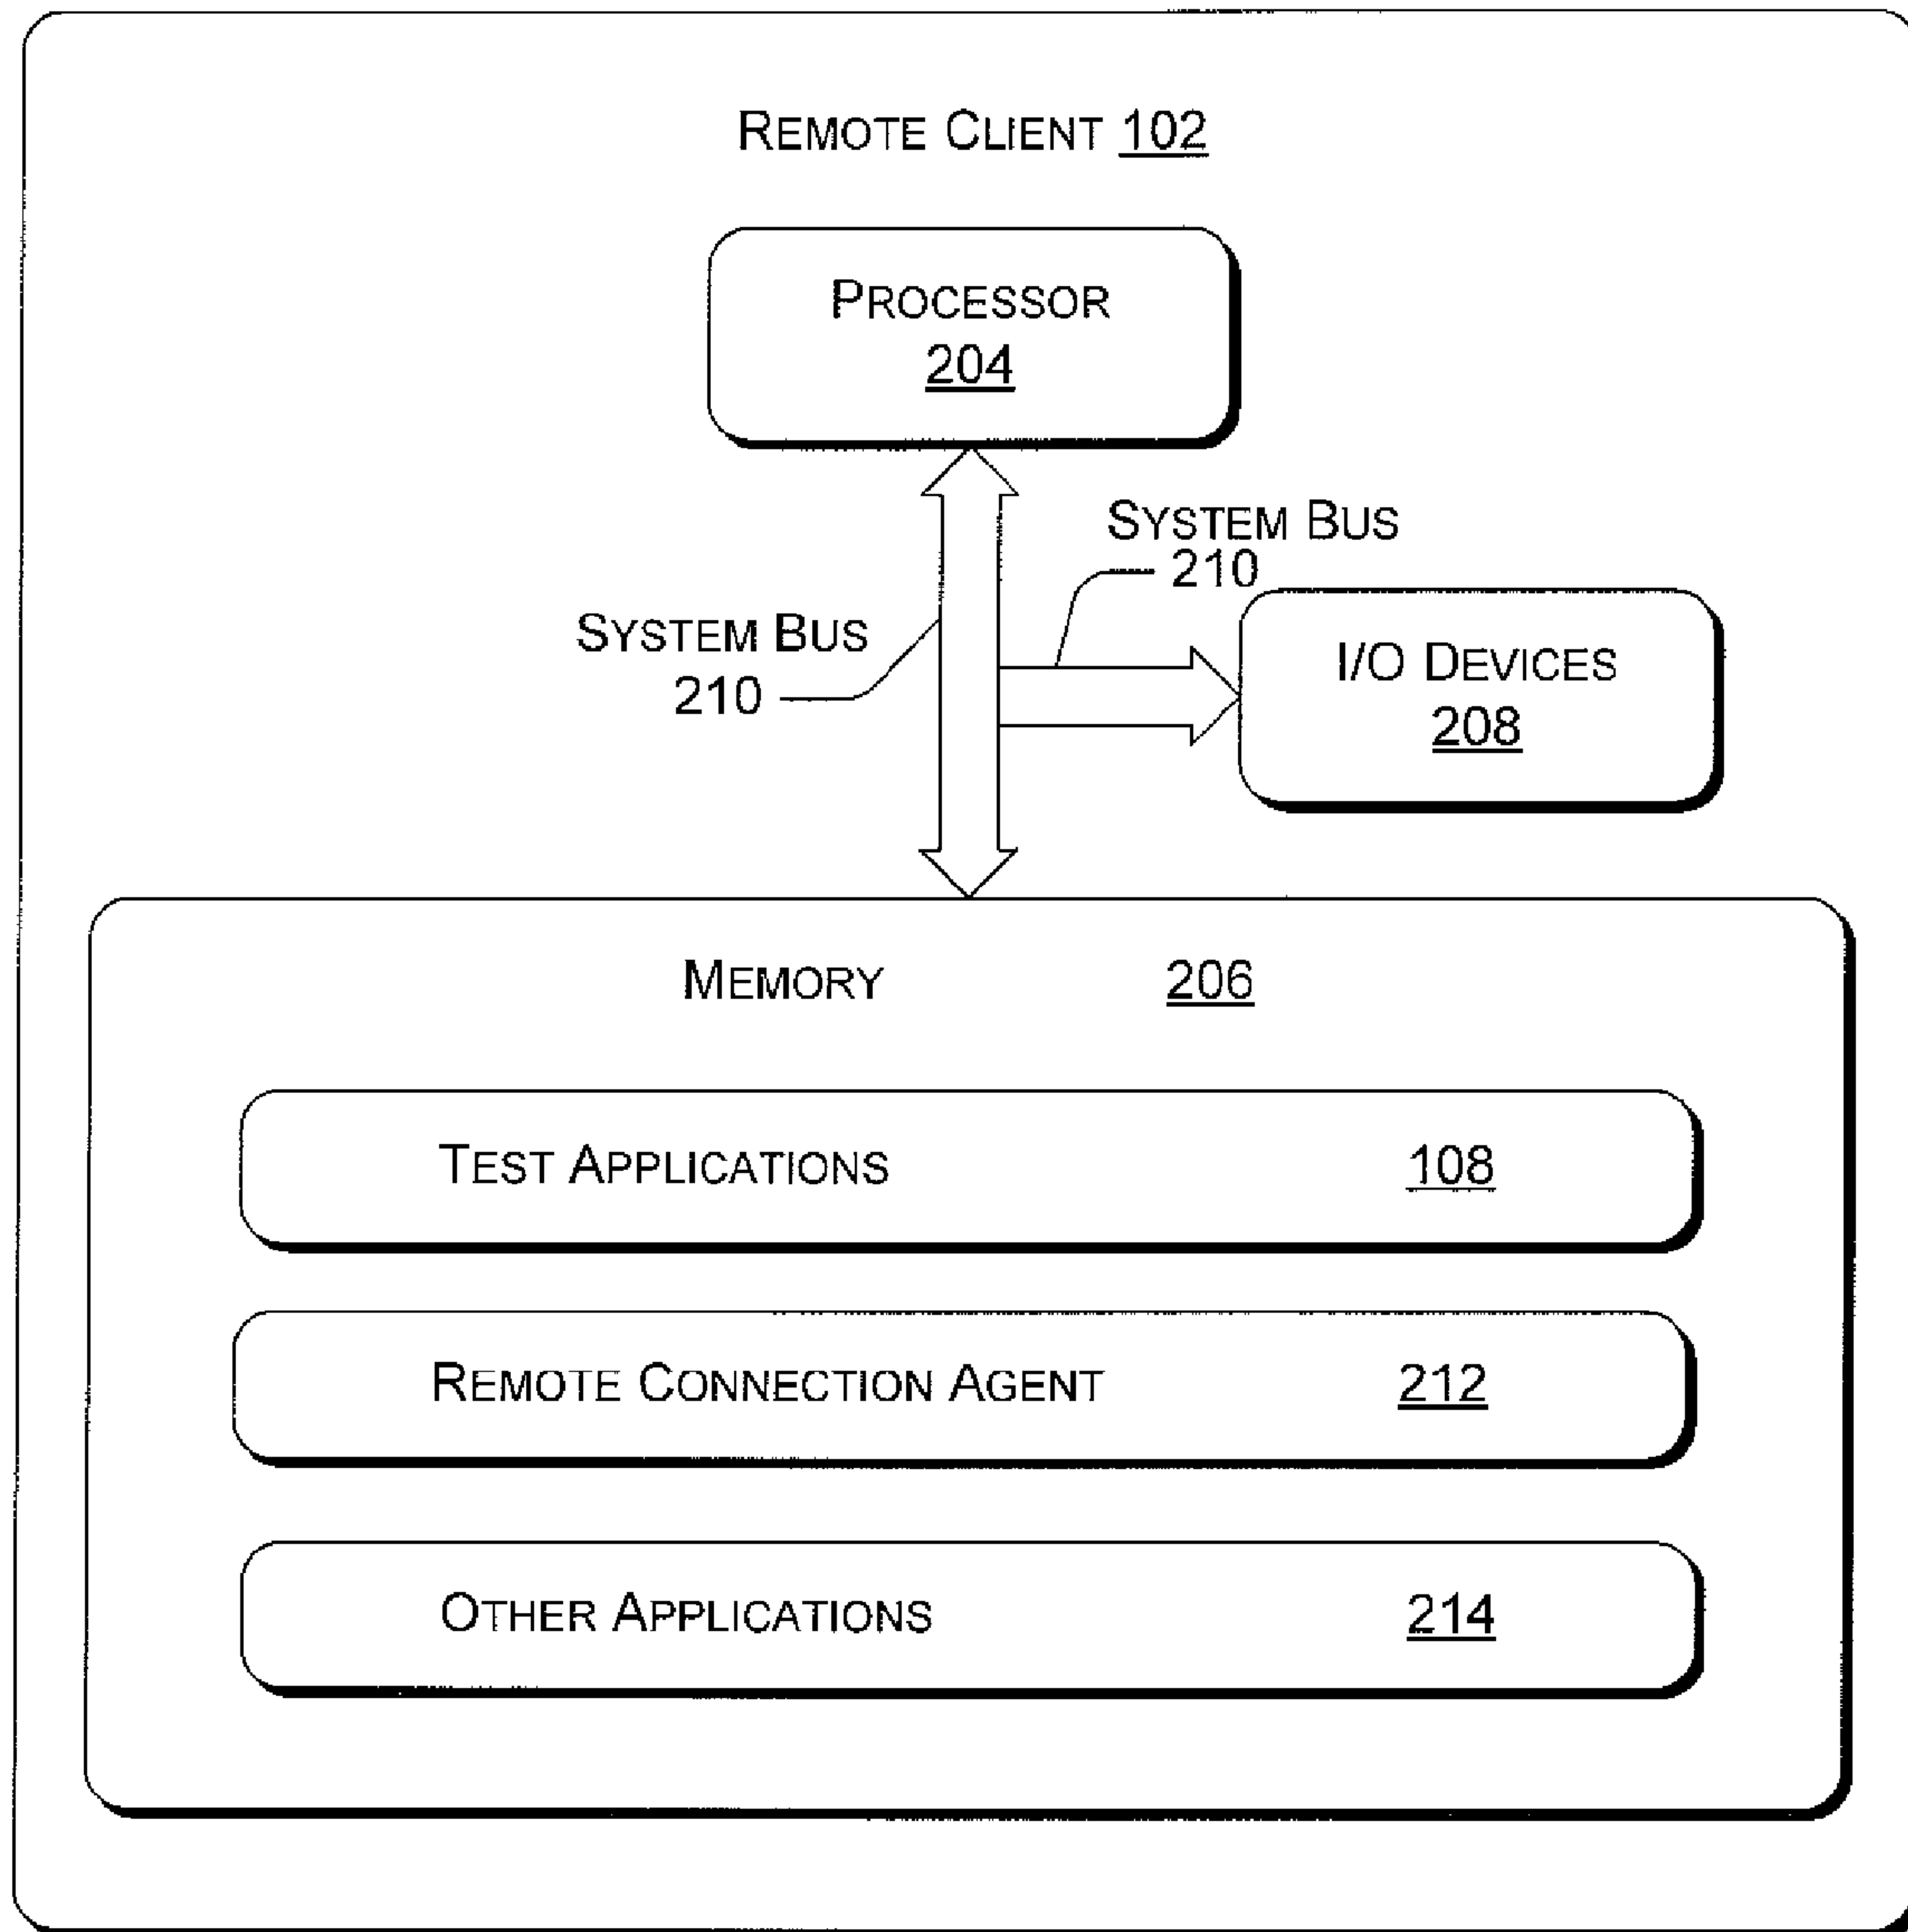 REMOTE CLIENT 102
PROCESSOR
204
SYSTEM BUS
210
SYSTEM BUS
210
I/O DEVICES
208
MEMORY 206
TEST APPLICATIONS 108
REMOTE CONNECTION AGENT 212
OTHER APPLICATIONS 214